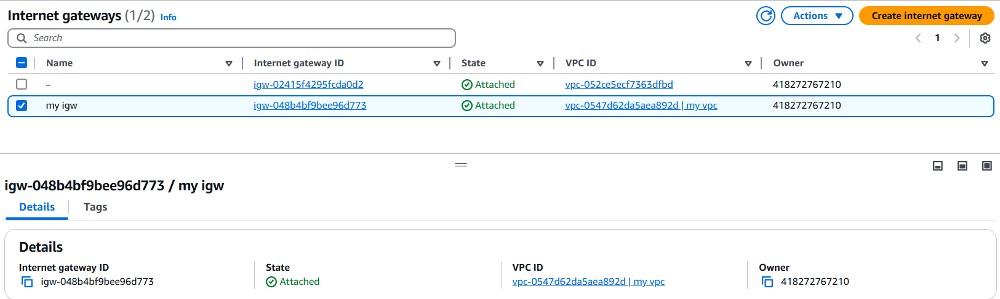 Internet gateways (1/2) Info
Actions
Create internet gateway
Search
1
Name Internet gateway ID State VPC ID Owner
– igw-02415f4295fcda0d2 Attached vpc-052ce5ecf7363dfbd 418272767210
my igw igw-048b4bf9bee96d773 Attached vpc-0547d62da5aea892d | my vpc 418272767210
igw-048b4bf9bee96d773 / my igw
Details Tags
Details
Internet gateway ID State VPC ID Owner
igw-048b4bf9bee96d773 Attached vpc-0547d62da5aea892d | my vpc 418272767210